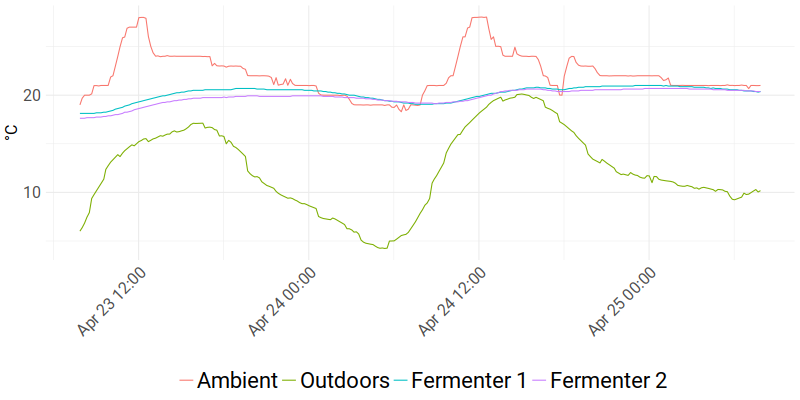 20
°C
10
Apr 23 12:00
Apr 24 00:00
Apr 24 12:00
Apr 25 00:00
Ambient Outdoors Fermenter 1 Fermenter 2